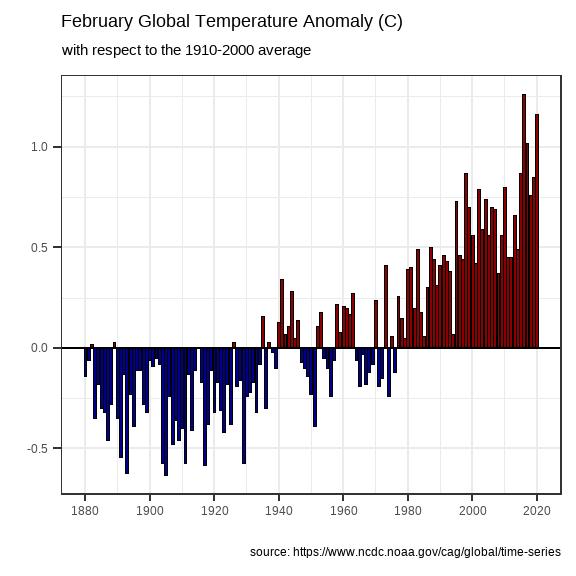 February Global Temperature Anomaly (C)
with respect to the 1910-2000 average
1.0
0.5
0.0
-0.5
1880 1900 1920 1940 1960 1980 2000 2020
source: https://www.ncdc.noaa.gov/cag/global/time-series